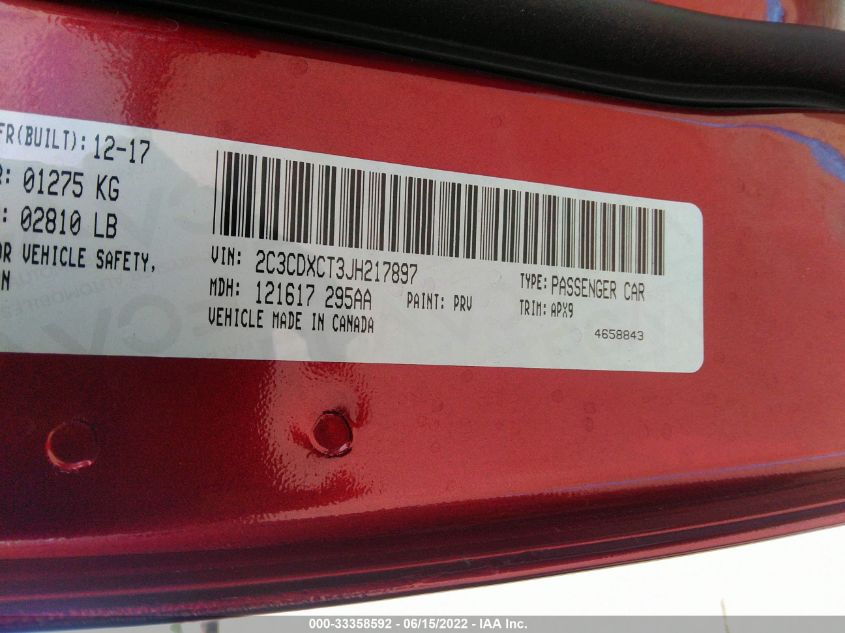 FR(BUILT): 12-17
R: 01275 KG
: 02810 LB
OR VEHICLE SAFETY,
N
VIN: 2C3CDXCT3JH217897
TYPE: PASSENGER CAR
MDH: 121617 295AA
PAINT: PRV
TRIM: APX9
VEHICLE MADE IN CANADA
4658843
000-33358592 - 06/15/2022 - IAA Inc.